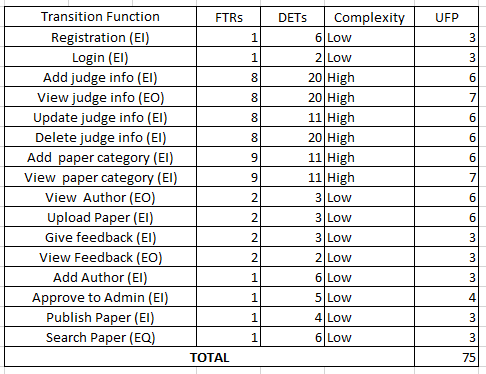 Transition Function FTRs DETs Complexity UFP
Registration (EI) 1 6 Low 3
Login (EI) 1 2 Low 3
Add judge info (EI) 8 20 High 6
View judge info (EO) 8 20 High 7
Update judge info (EI) 8 11 High 6
Delete judge info (EI) 8 20 High 6
Add paper category (EI) 9 11 High 6
View paper category (EI) 9 11 High 7
View Author (EO) 2 3 Low 6
Upload Paper (EI) 2 3 Low 6
Give feedback (EI) 2 3 Low 3
View Feedback (EO) 2 2 Low 3
Add Author (EI) 1 6 Low 3
Approve to Admin (EI) 1 5 Low 4
Publish Paper (EI) 1 4 Low 3
Search Paper (EQ) 1 6 Low 3
TOTAL 75